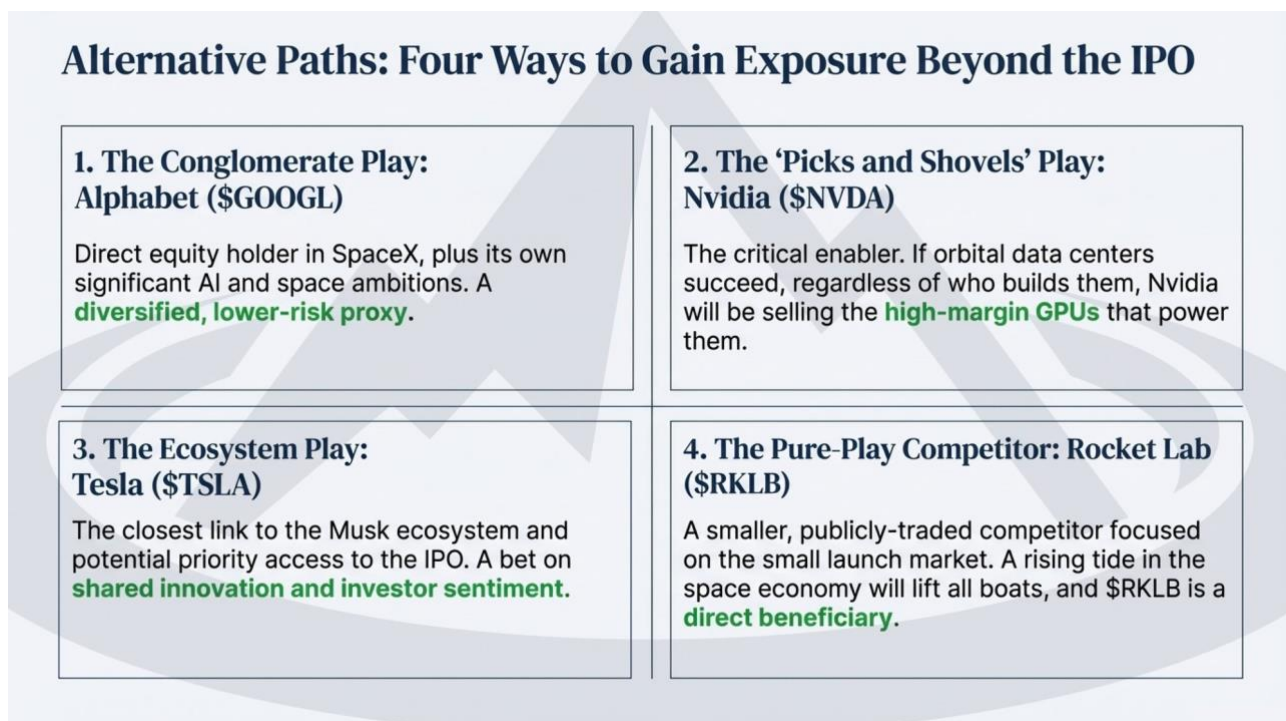 Alternative Paths: Four Ways to Gain Exposure Beyond the IPO
1. The Conglomerate Play:
Alphabet ($GOOGL)
Direct equity holder in SpaceX, plus its own
significant AI and space ambitions. A
diversified, lower-risk proxy.
2. The ‘Picks and Shovels’ Play:
Nvidia ($NVDA)
The critical enabler. If orbital data centers
succeed, regardless of who builds them, Nvidia
will be selling the high-margin GPUs that power
them.
3. The Ecosystem Play:
Tesla ($TSLA)
The closest link to the Musk ecosystem and
potential priority access to the IPO. A bet on
shared innovation and investor sentiment.
4. The Pure-Play Competitor: Rocket Lab
($RKLB)
A smaller, publicly-traded competitor focused
on the small launch market. A rising tide in the
space economy will lift all boats, and $RKLB is a
direct beneficiary.